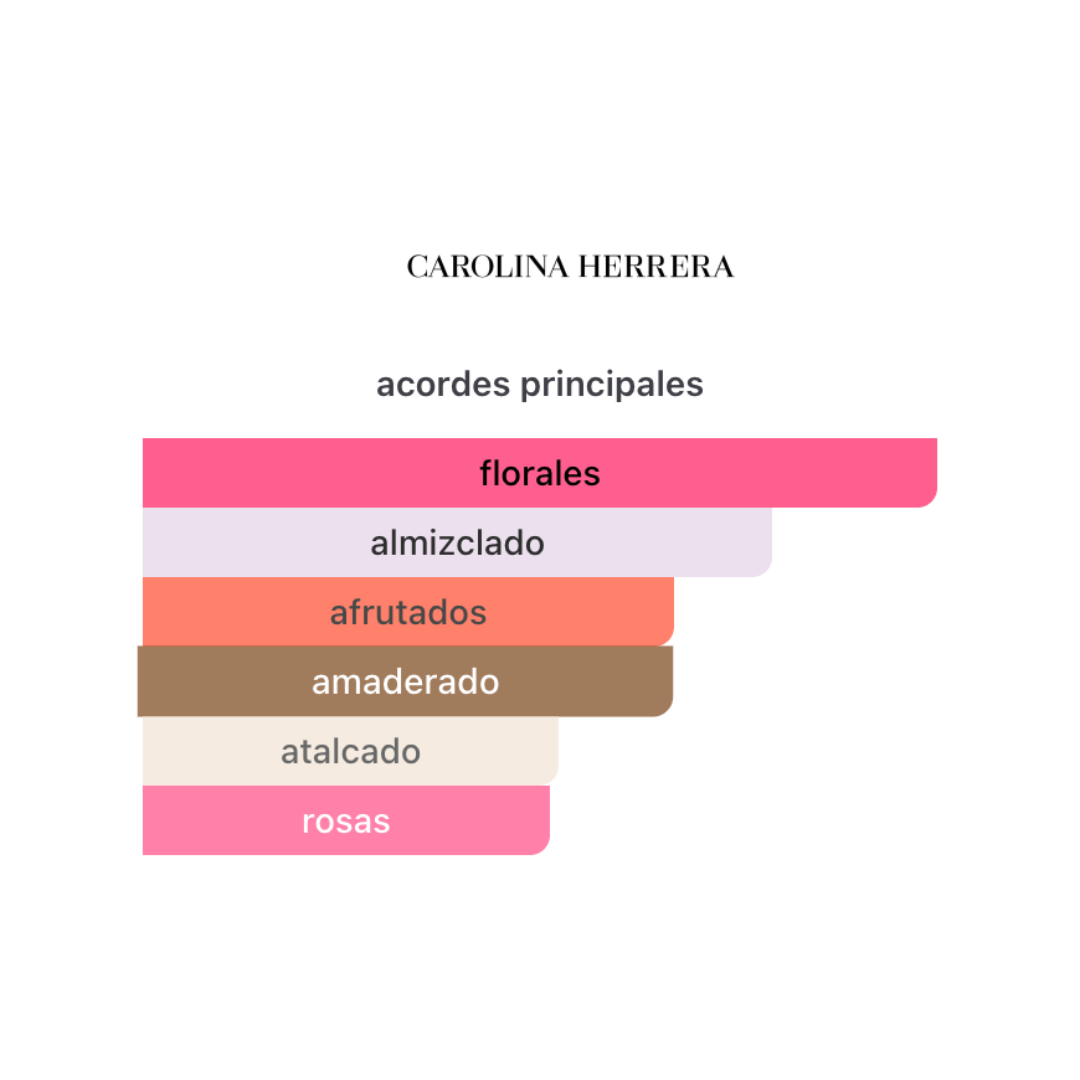 CAROLINA HERRERA
acordes principales
florales
almizclado
afrutados
amaderado
atalcado
rosas